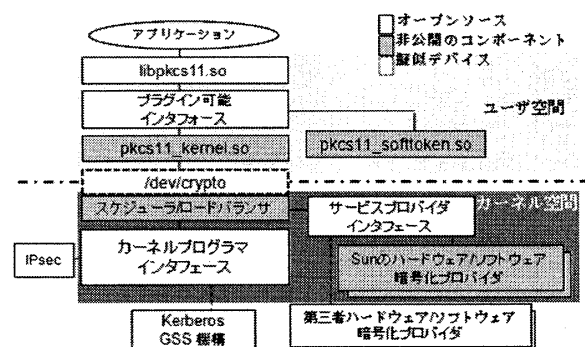 アプリケーション
libpkcs11.so
プラグイン可能
インタフォース
pkcs11_kernel.so
pkcs11_softtoken.so
/dev/crypto
スケジューラ/ロードバランサ
カーネルプログラマ
インタフェース
IPsec
Kerberos
GSS 機構
サービスプロバイダ
インタフェース
Sunのハードウェア/ソフトウェア
暗号化プロバイダ
第三者ハードウェア/ソフトウェア
暗号化プロバイダ
オープンソース
非公開のコンポーネント
疑似デバイス
ユーザ空間
カーネル空間